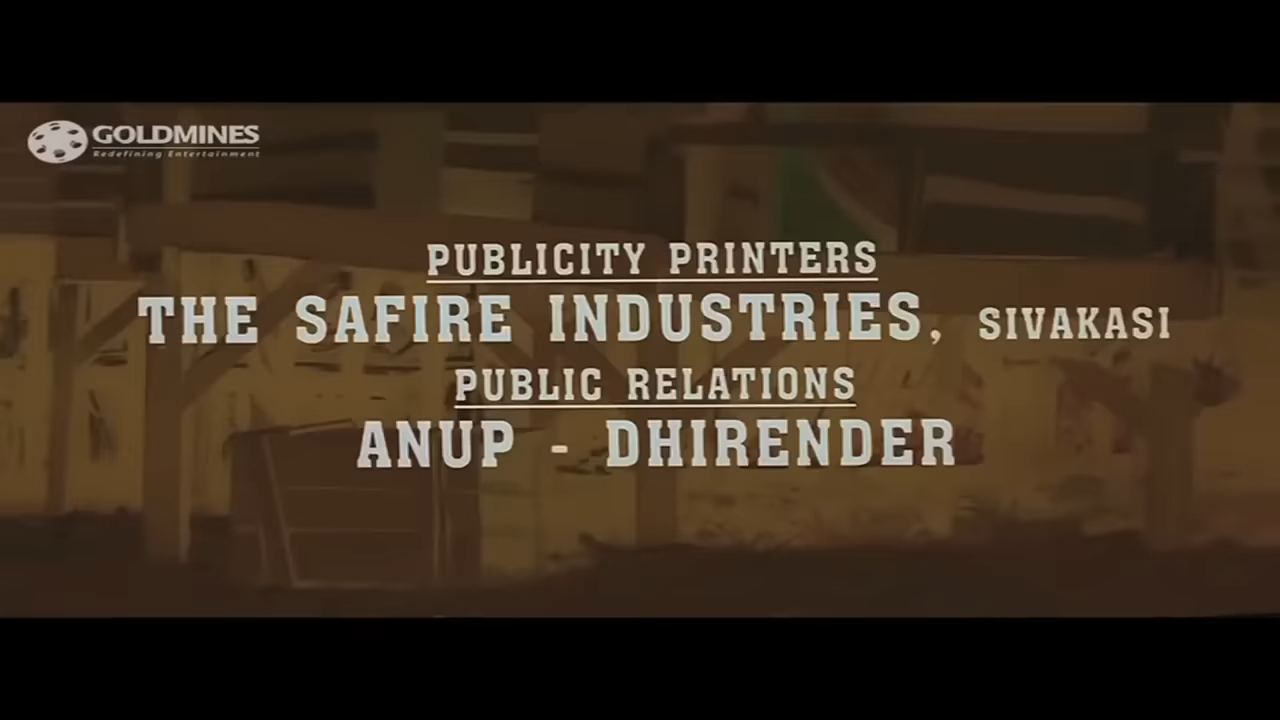 GOLDMINES
Redefining Entertainment
PUBLICITY PRINTERS
THE SAFIRE INDUSTRIES, SIVAKASI
PUBLIC RELATIONS
ANUP - DHIRENDER